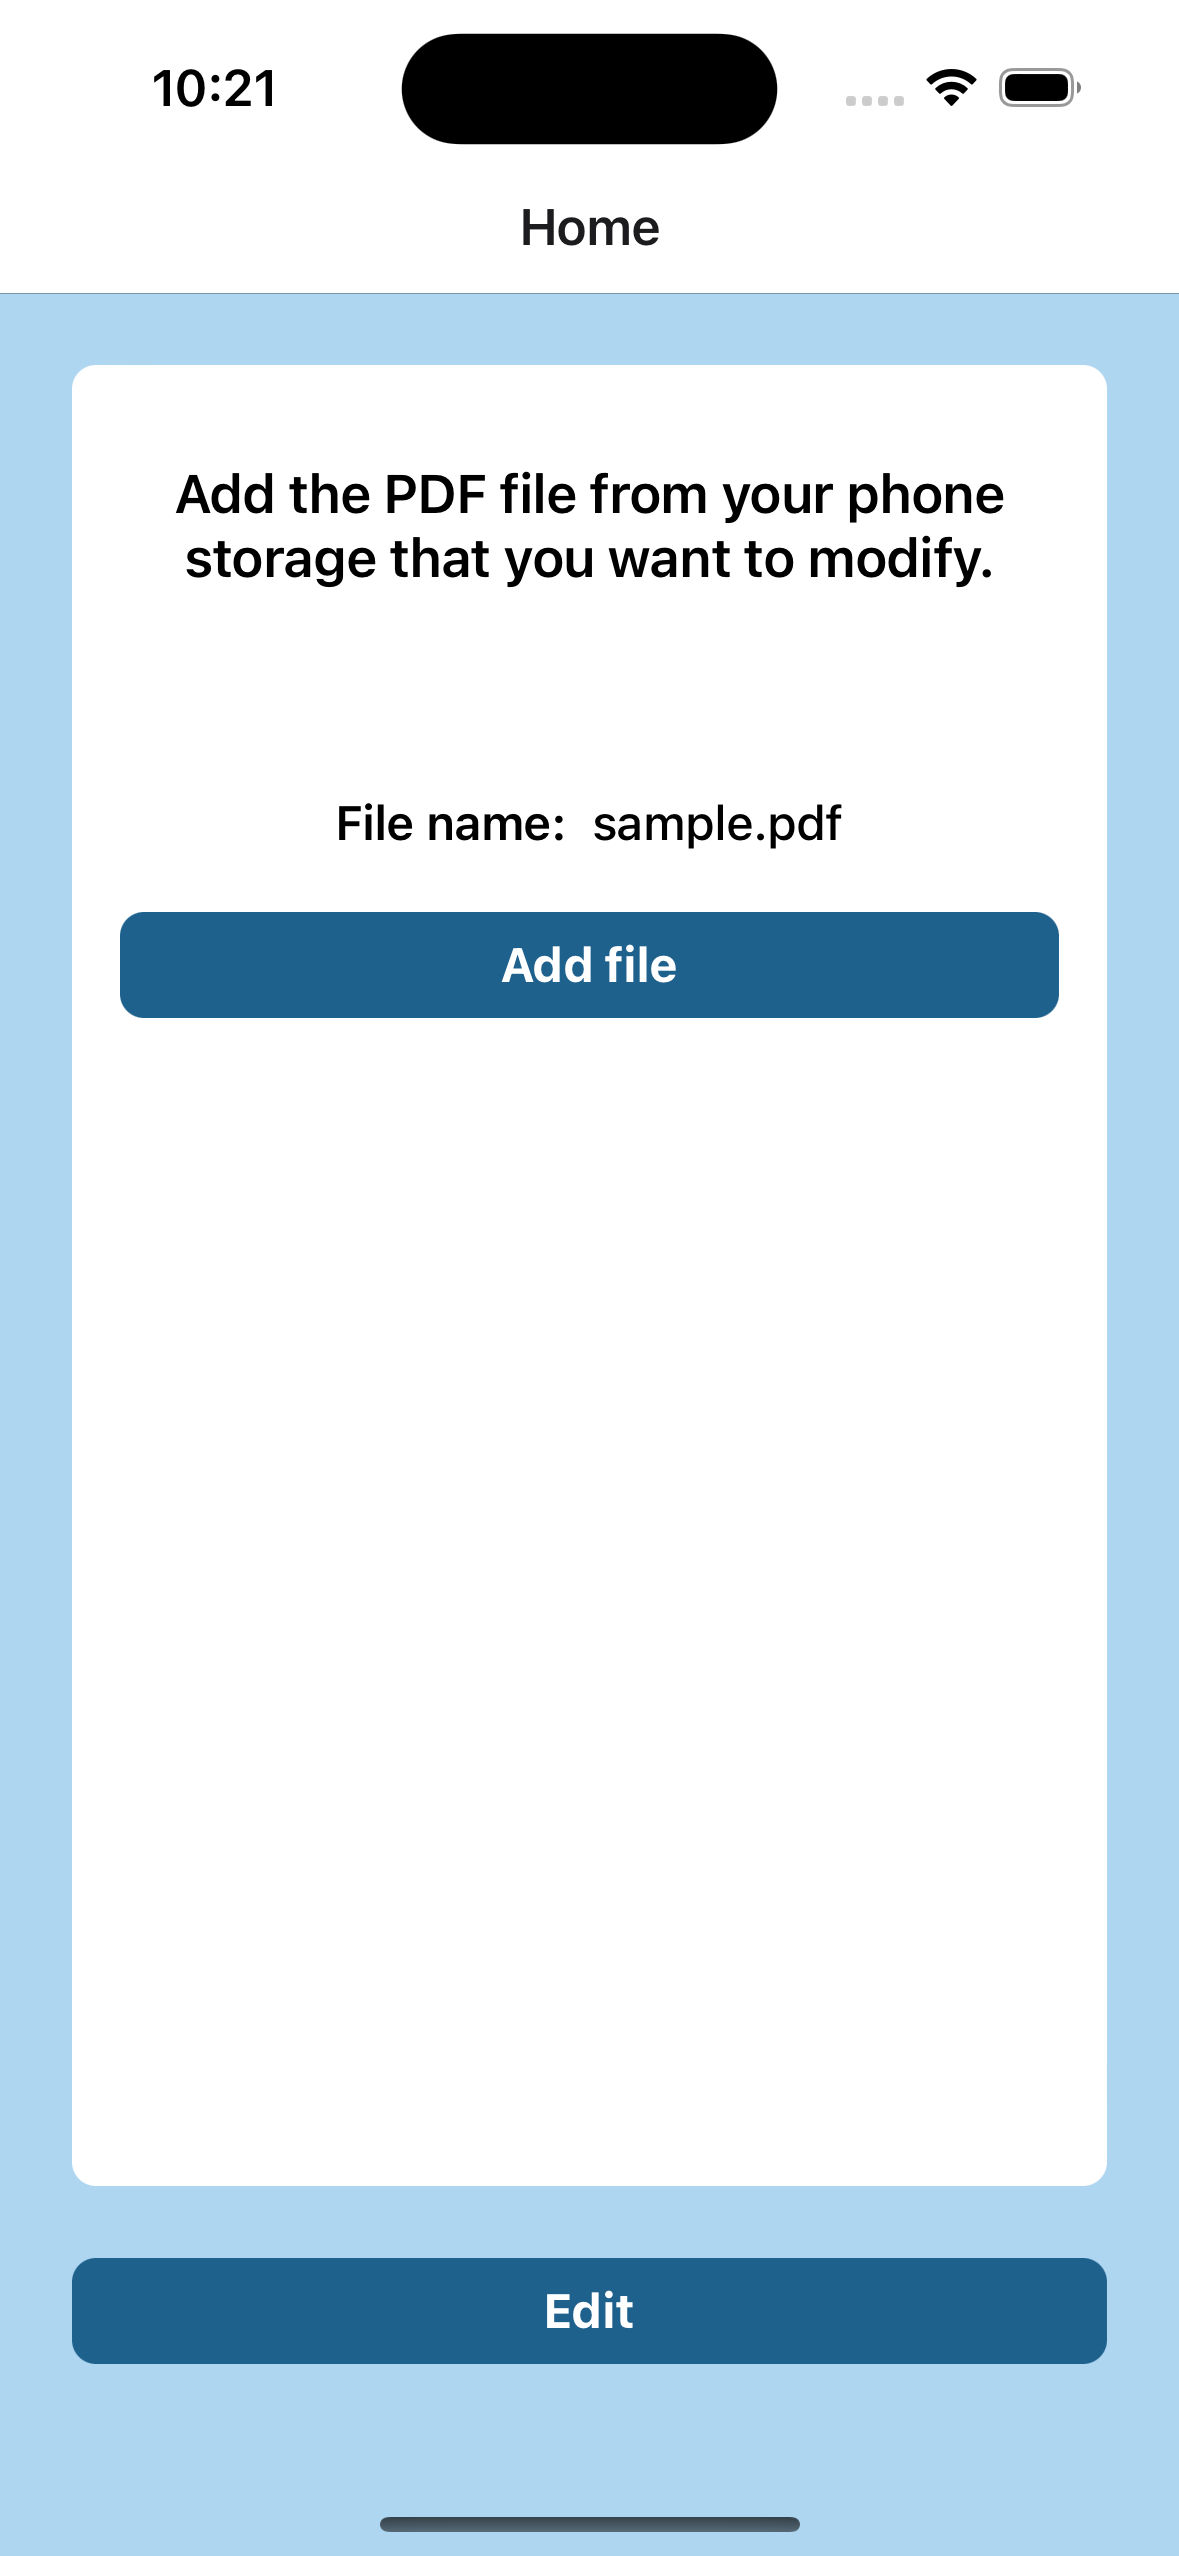 10:21
Home
Add the PDF file from your phone
storage that you want to modify.
File name: sample.pdf
Add file
Edit